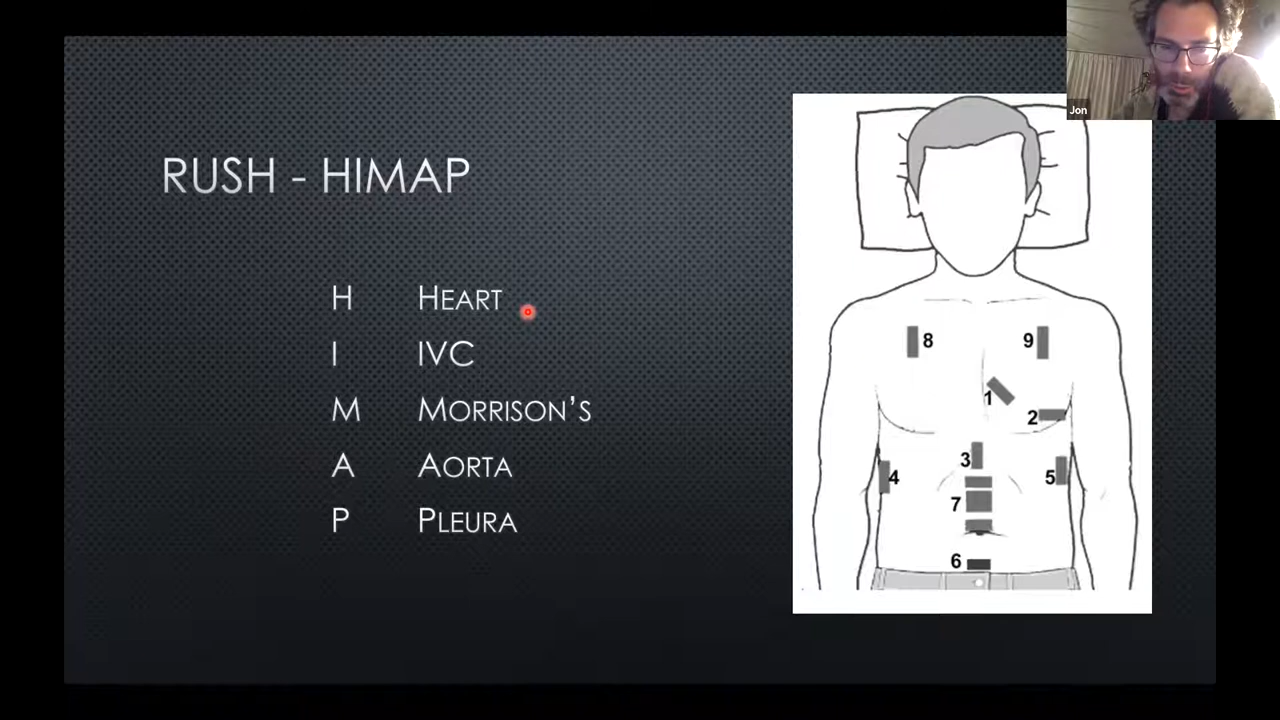 Jon
RUSH - HIMAP
H HEART
I IVC
M MORRISON'S
A AORTA
P PLEURA
8 9
1
2
3
4 5
7
6